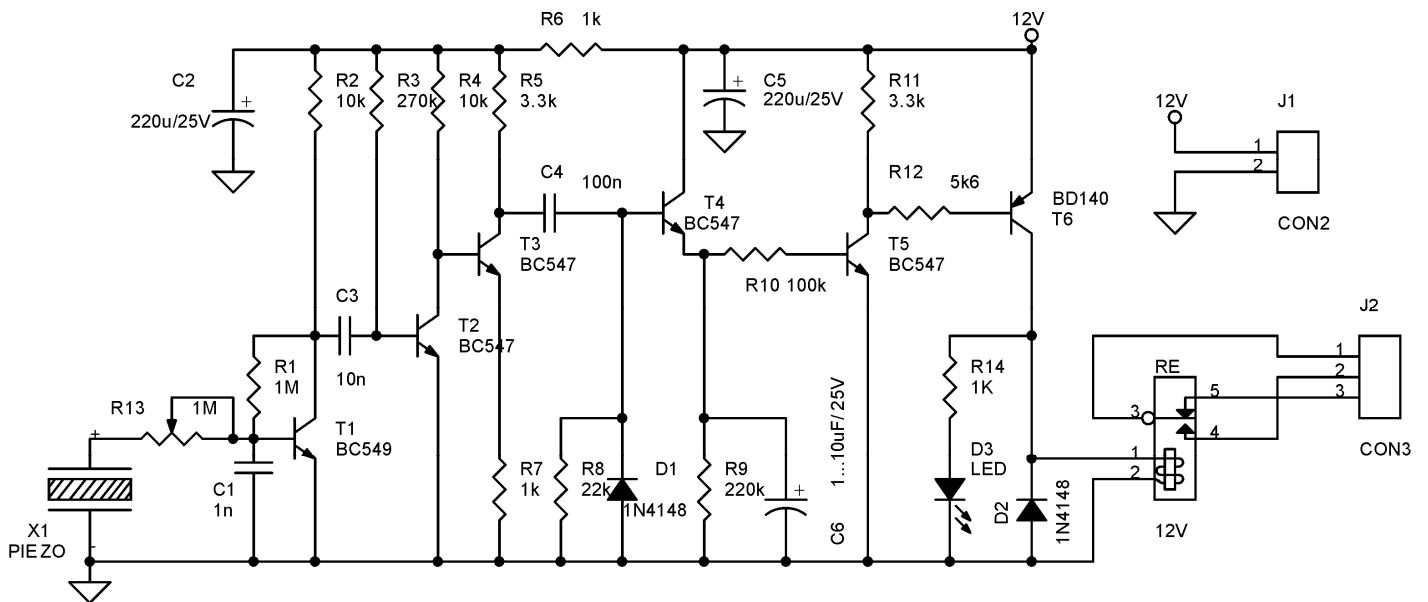 R6 1k
12V
C2
220u/25V
+
R2
10k
R3
270k
R4
10k
R5
3.3k
+
C5
220u/25V
R11
3.3k
12V
J1
1
2
CON2
C4
100n
T4
BC547
R12
5k6
BD140
T6
T3
BC547
R10 100k
T5
BC547
C3
10n
T2
BC547
R1
1M
R13
1M
T1
BC549
+
C1
1n
X1
PIEZO
-
R7
1k
R8
22k
D1
1N4148
R9
220k
+
C6
1...10uF/25V
R14
1K
D3
LED
D2
1N4148
RE
3
5
4
1
2
12V
J2
1
2
3
CON3